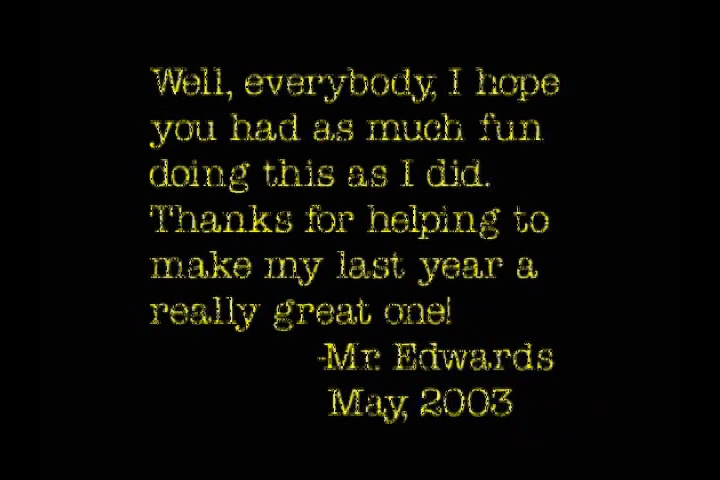 Well, everybody, I hope
you had as much fun
doing this as I did.
Thanks for helping to
make my last year a
really great one!
-Mr. Edwards
May, 2003